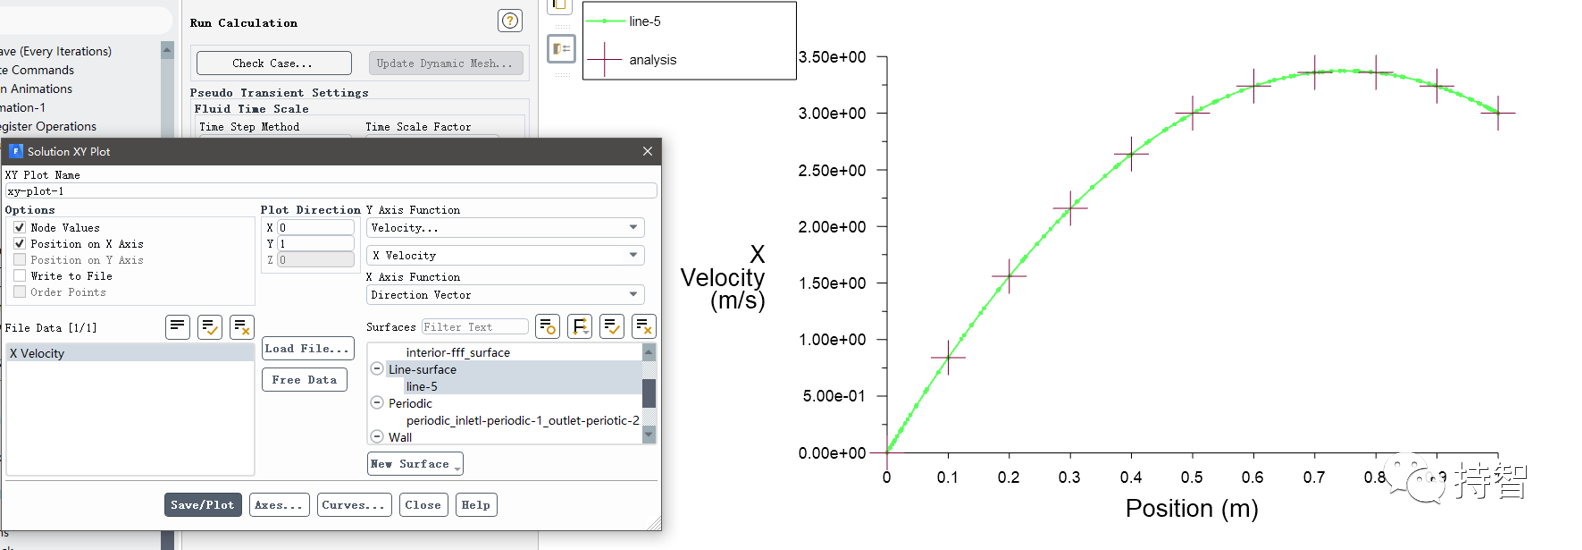 ave (Every Iterations)
te Commands
n Animations
mation-1
egister Operations
Run Calculation
Check Case...
Update Dynamic Mesh...
Pseudo Transient Settings
Fluid Time Scale
Time Step Method
Time Scale Factor
Solution XY Plot
XY Plot Name
xy-plot-1
Options
Node Values
Position on X Axis
Position on Y Axis
Write to File
Order Points
Plot Direction
X 0
Y 1
Z 0
Y Axis Function
Velocity...
X Velocity
X Axis Function
Direction Vector
File Data [1/1]
X Velocity
Load File...
Free Data
Surfaces Filter Text
interior-fff_surface
Line-surface
line-5
Periodic
periodic_inletl-periodic-1_outlet-periotic-2
Wall
New Surface
Save/Plot
Axes...
Curves...
Close
Help
line-5
analysis
3.50e+00
3.00e+00
2.50e+00
2.00e+00
1.50e+00
1.00e+00
5.00e-01
0.00e+00
X
Velocity
(m/s)
0 0.1 0.2 0.3 0.4 0.5 0.6 0.7 0.8 0.9
Position (m)
持智